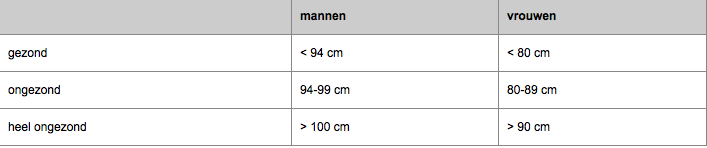 mannen vrouwen
gezond < 94 cm < 80 cm
ongezond 94-99 cm 80-89 cm
heel ongezond > 100 cm > 90 cm